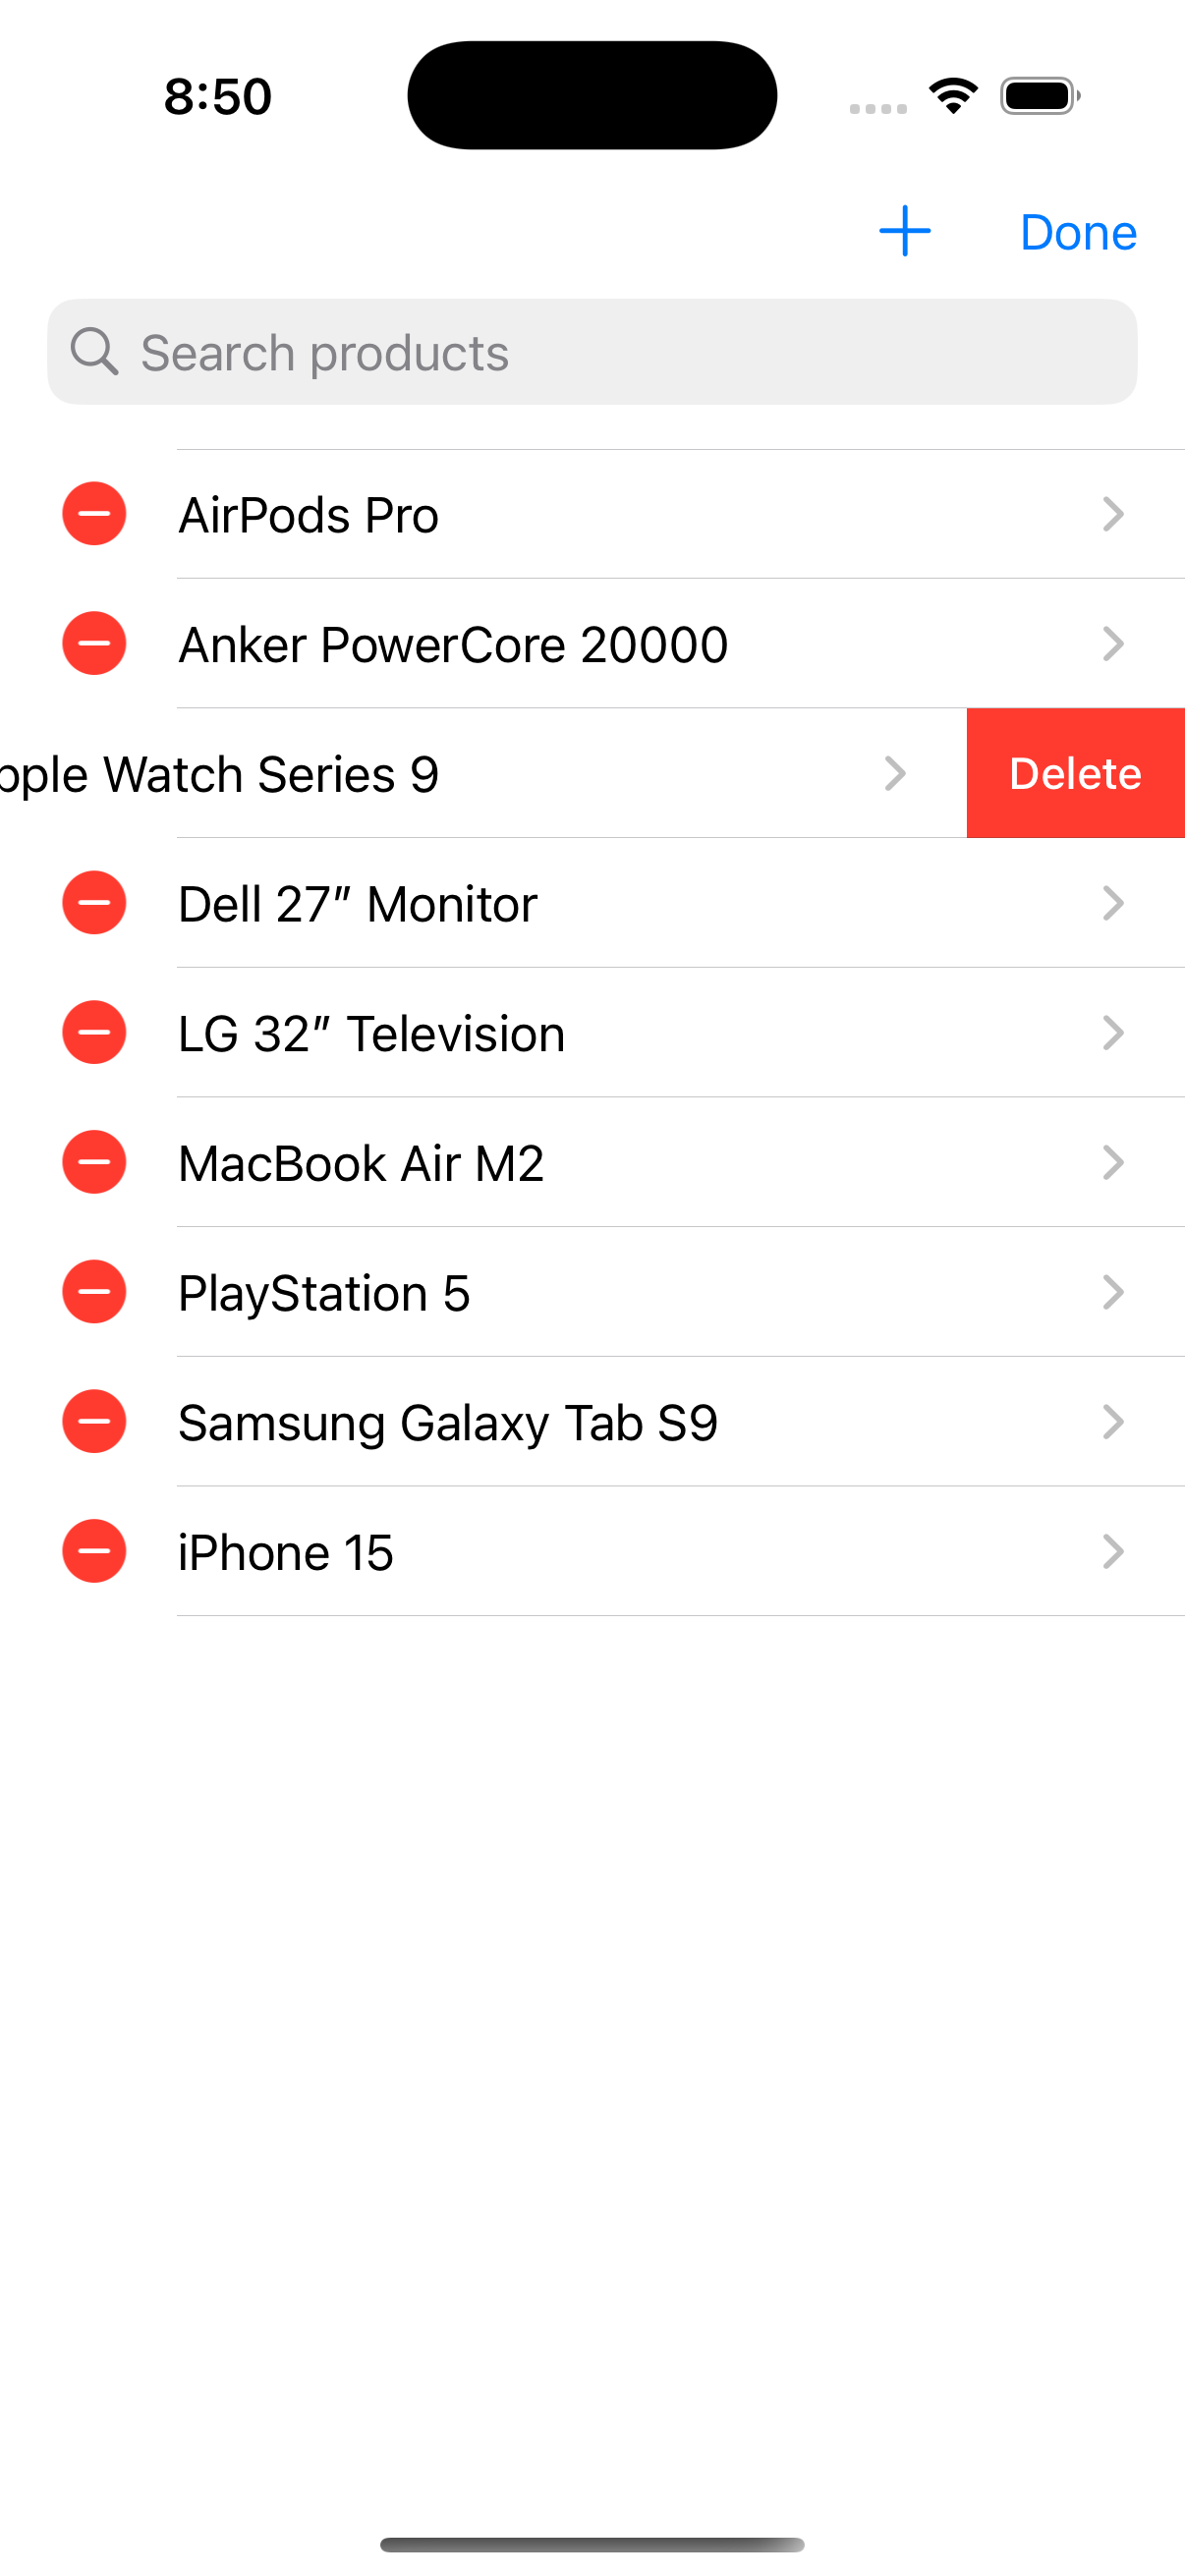 8:50
Done
Search products
AirPods Pro
Anker PowerCore 20000
Watch Series 9
Delete
Dell 27” Monitor
LG 32” Television
MacBook Air M2
PlayStation 5
Samsung Galaxy Tab S9
iPhone 15